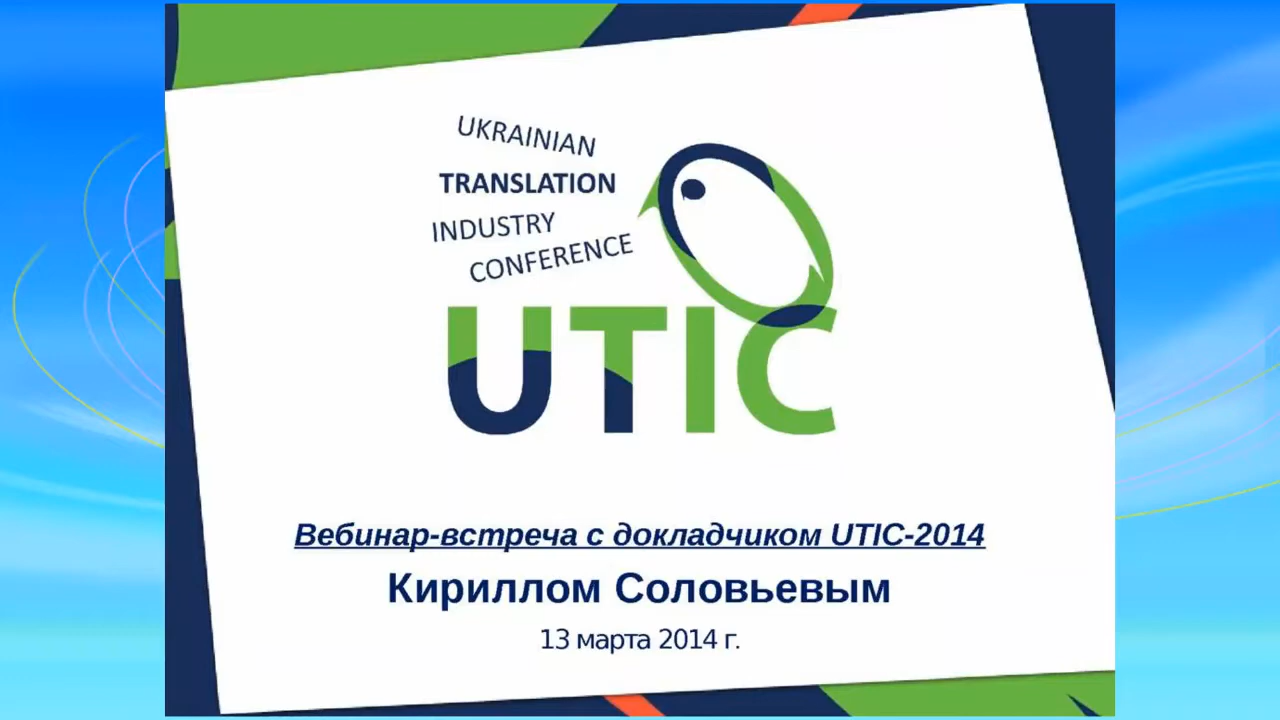 UKRAINIAN
TRANSLATION
INDUSTRY
CONFERENCE
UTIC
Вебинар-встреча с докладчиком UTIC-2014
Кириллом Соловьевым
13 марта 2014 г.